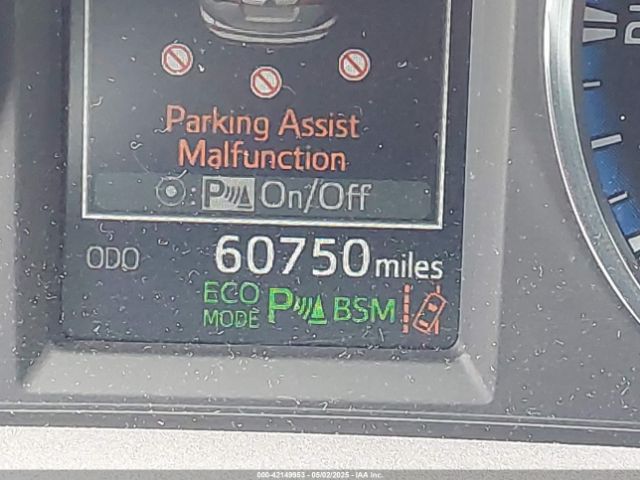 Parking Assist
Malfunction
: P On/Off
ODO 60750 miles
ECO
MODE P BSM
000-42149953 - 05/02/2025 - IAA Inc.